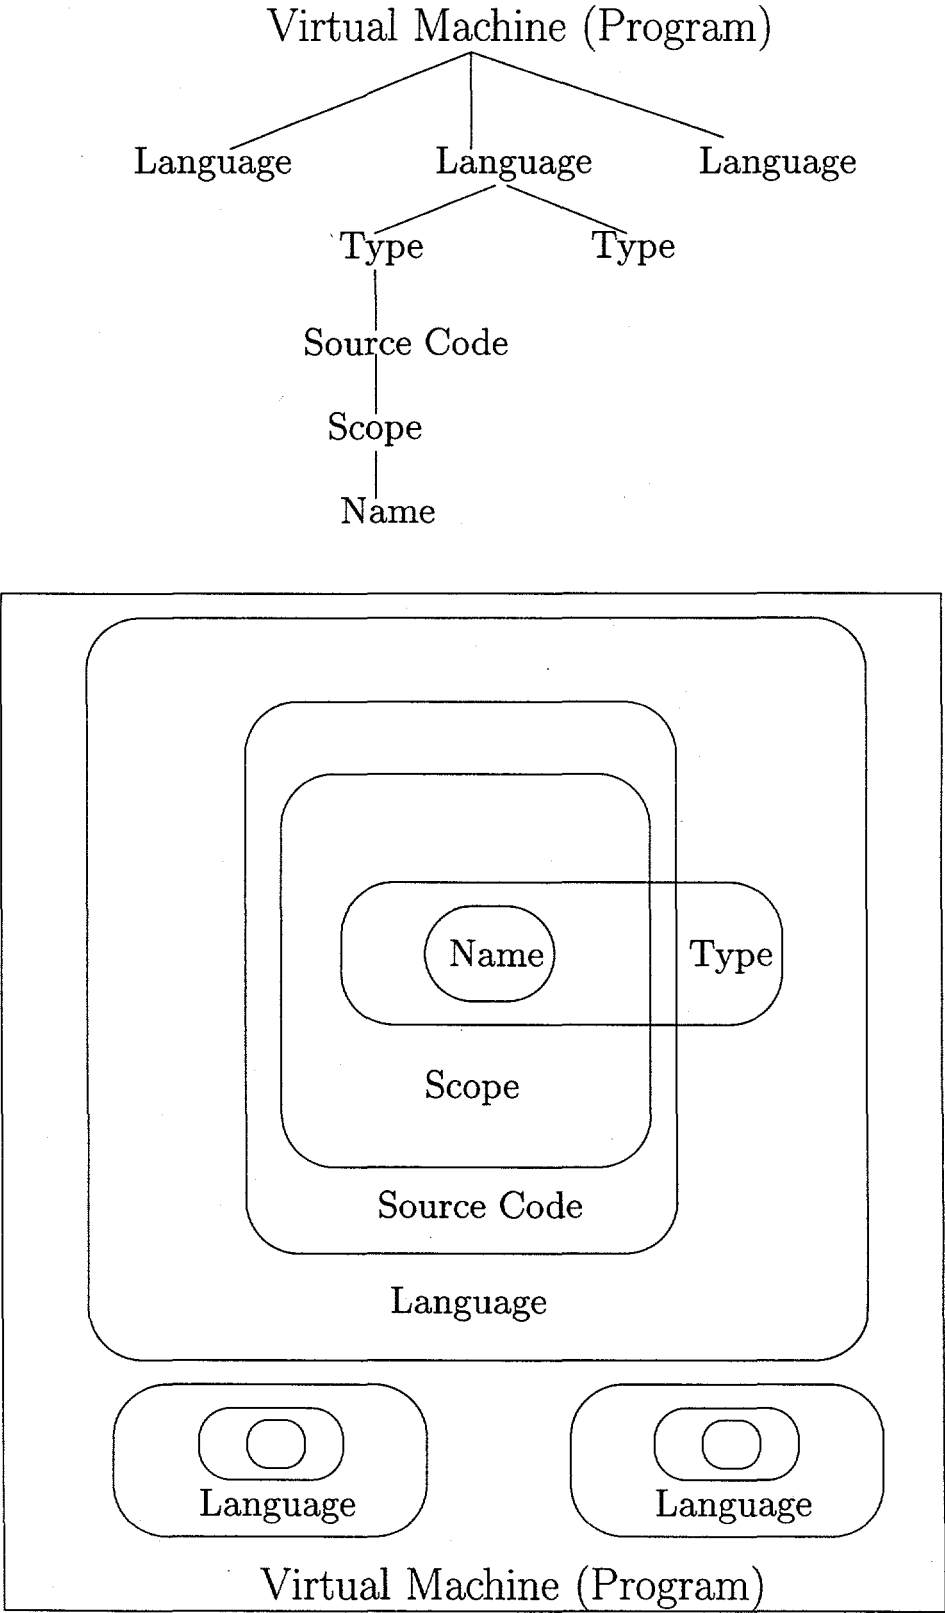 Virtual Machine (Program)
Language Language Language
Type Type
Source Code
Scope
Name
Name Type
Scope
Source Code
Language
Language Language
Virtual Machine (Program)